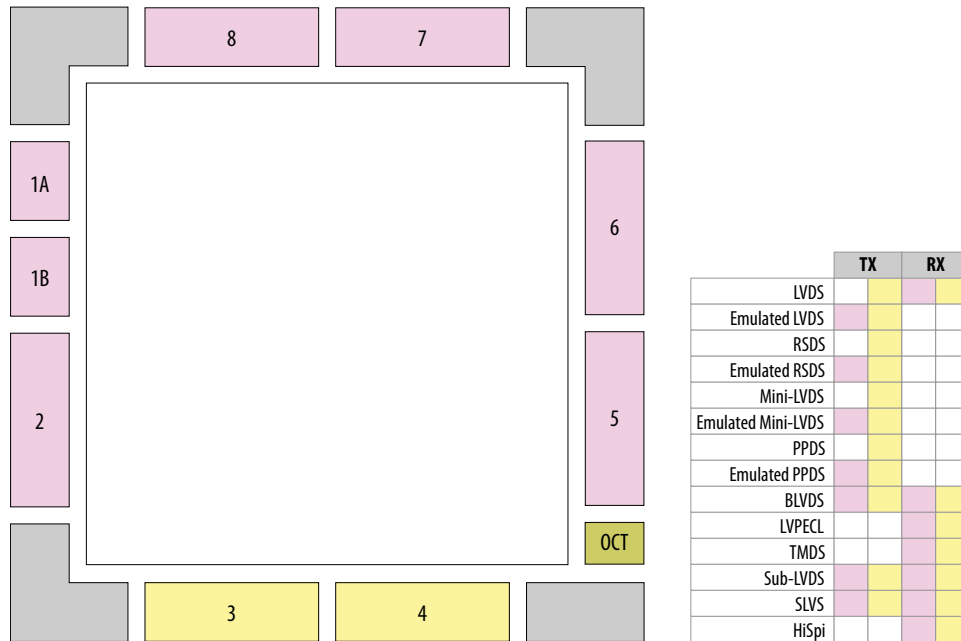 8
7
1A
6
1B
TX RX
LVDS
Emulated LVDS
RSDS
Emulated RSDS
Mini-LVDS
2
5
Emulated Mini-LVDS
PPDS
Emulated PPDS
BLVDS
LVPECL
OCT
TMDS
Sub-LVDS
3
4
SLVS
HiSpi